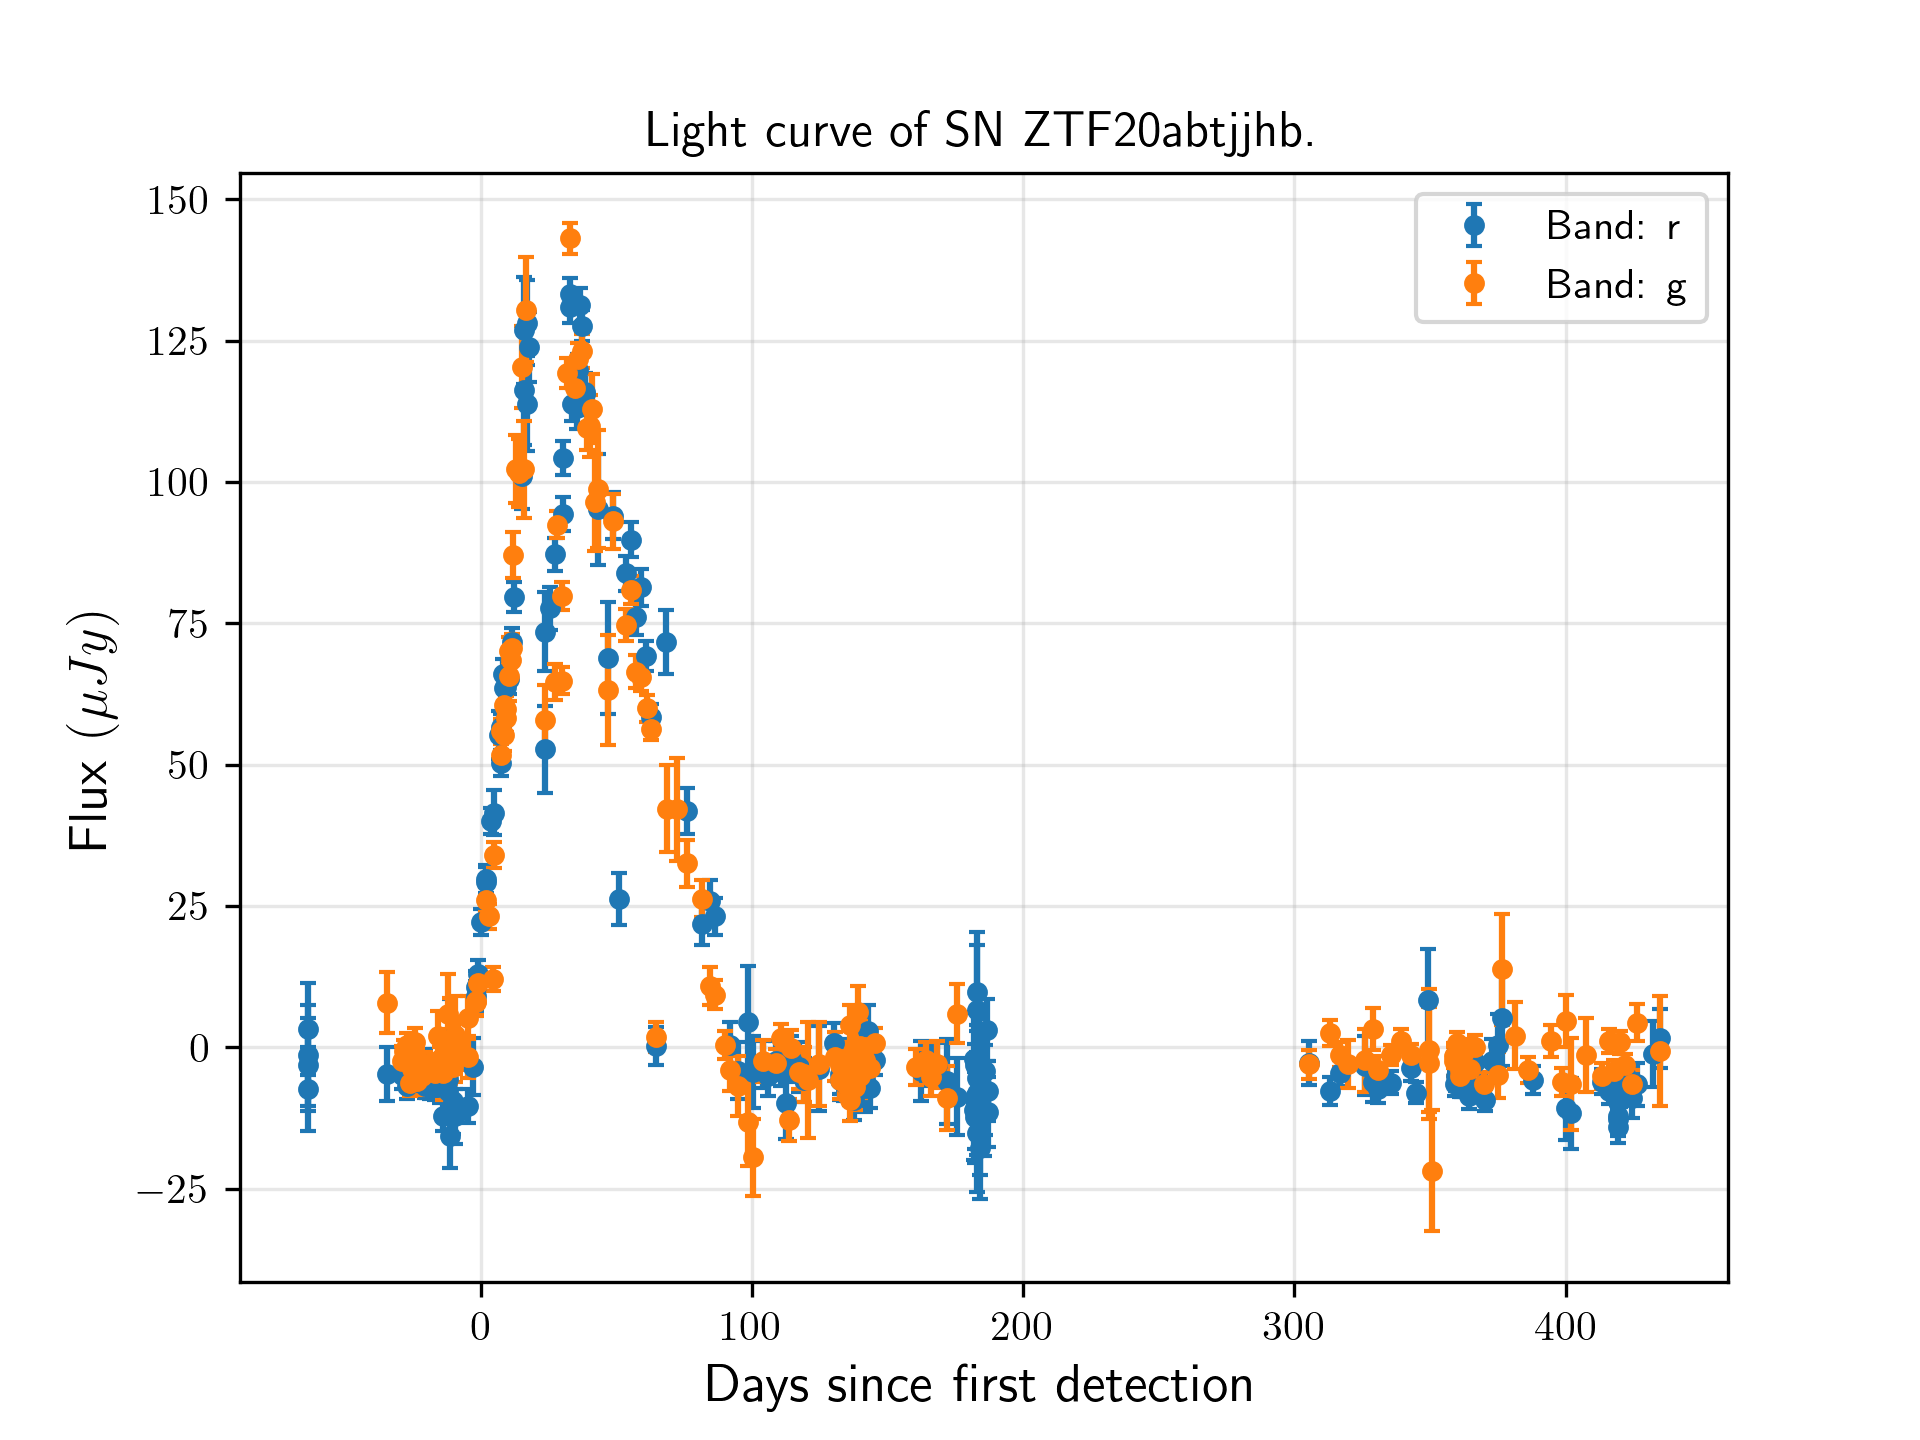 Light curve of SN ZTF20abtjjhb.
Band: r
Band: g
150
125
100
75
50
25
0
−25
Flux (μJy)
0 100 200 300 400
Days since first detection